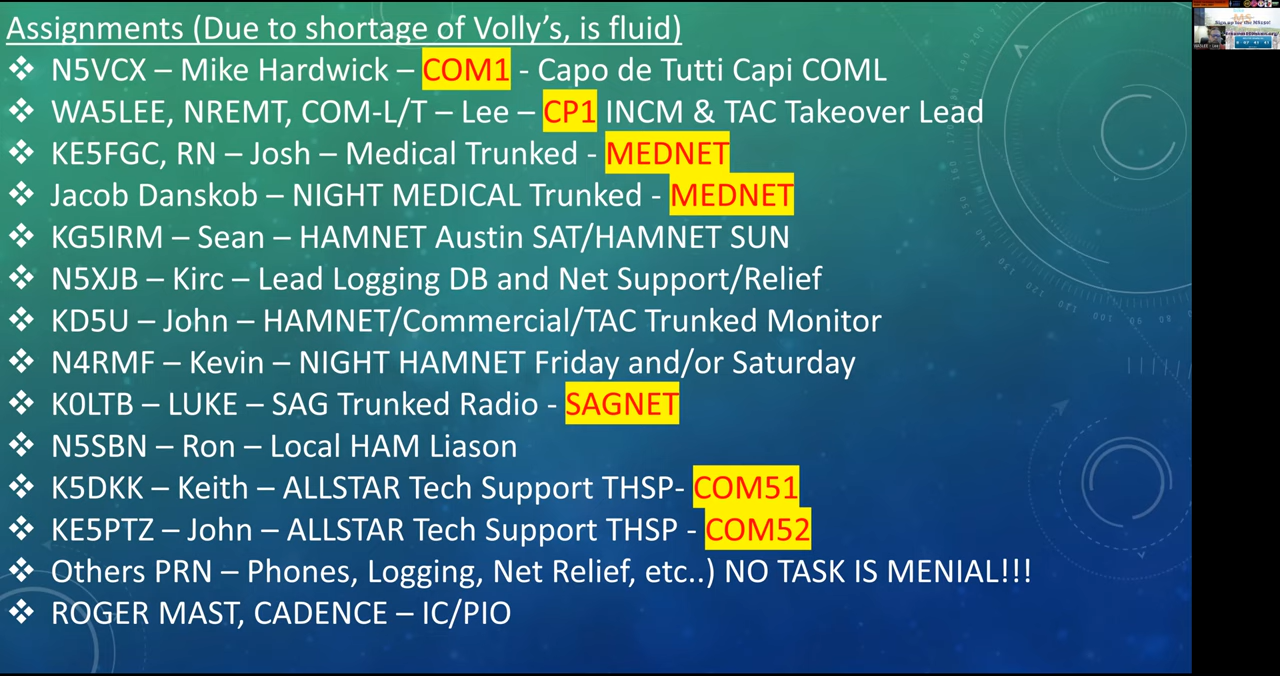 Assignments (Due to shortage of Volly's, is fluid)
❖ N5VCX – Mike Hardwick – COM1 - Capo de Tutti Capi COML
❖ WA5LEE, NREMT, COM-L/T – Lee – CP1 INCM & TAC Takeover Lead
❖ KE5FGC, RN – Josh – Medical Trunked - MEDNET
❖ Jacob Danskob – NIGHT MEDICAL Trunked - MEDNET
❖ KG5IRM – Sean – HAMNET Austin SAT/HAMNET SUN
❖ N5XJB – Kirc – Lead Logging DB and Net Support/Relief
❖ KD5U – John – HAMNET/Commercial/TAC Trunked Monitor
❖ N4RMF – Kevin – NIGHT HAMNET Friday and/or Saturday
❖ K0LTB – LUKE – SAG Trunked Radio - SAGNET
❖ N5SBN – Ron – Local HAM Liason
❖ K5DKK – Keith – ALLSTAR Tech Support THSP- COM51
❖ KE5PTZ – John – ALLSTAR Tech Support THSP - COM52
❖ Others PRN – Phones, Logging, Net Relief, etc..) NO TASK IS MENIAL!!!
❖ ROGER MAST, CADENCE – IC/PIO